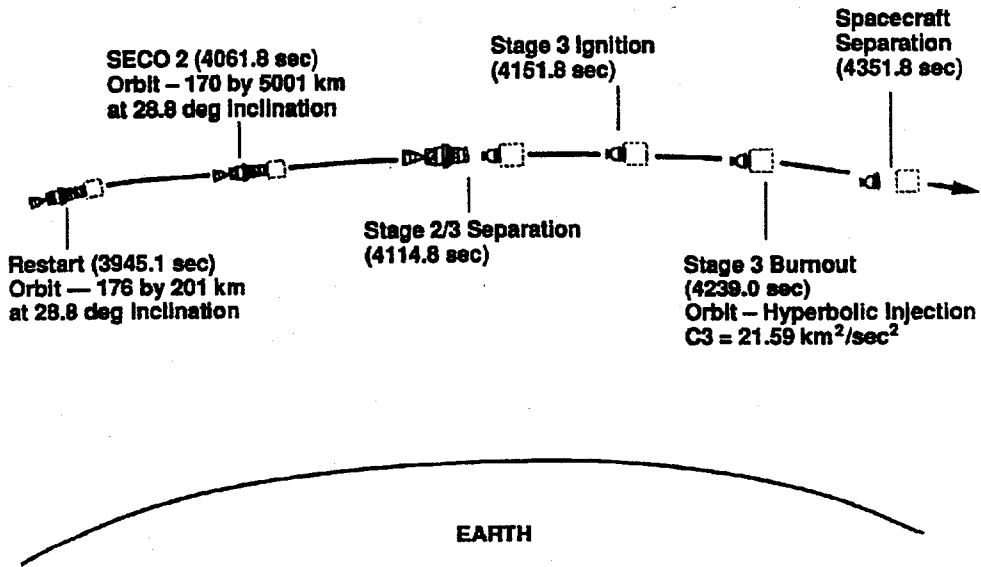 SECO 2 (4061.8 sec)
Orbit – 170 by 5001 km
at 28.8 deg Inclination
Stage 3 Ignition
(4151.8 sec)
Spacecraft
Separation
(4351.8 sec)
Restart (3945.1 sec)
Orbit — 176 by 201 km
at 28.8 deg Inclination
Stage 2/3 Separation
(4114.8 sec)
Stage 3 Burnout
(4239.0 sec)
Orbit – Hyperbolic Injection
C3 = 21.59 km²/sec²
EARTH